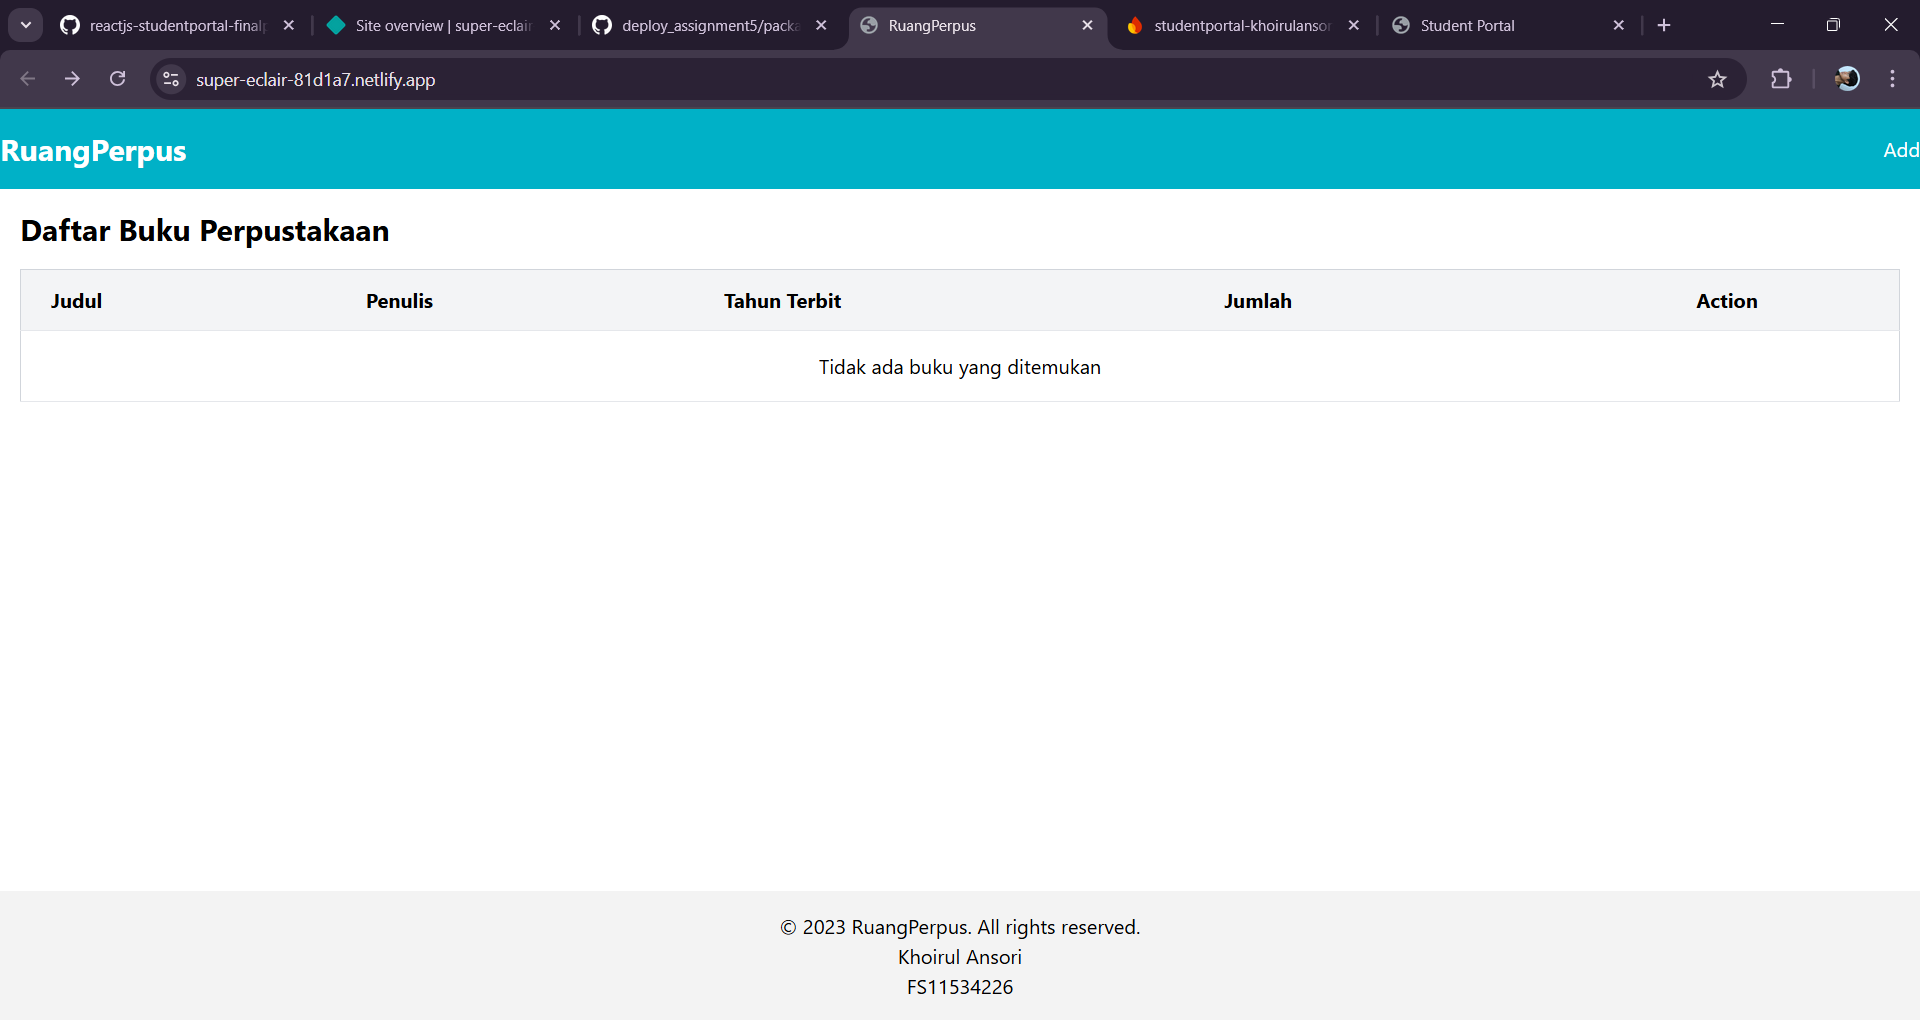 reactjs-studentportal-finalp
Site overview | super-eclair
deploy_assignment5/packa
RuangPerpus
studentportal-khoirulansor
Student Portal
super-eclair-81d1a7.netlify.app
RuangPerpus
Add
Daftar Buku Perpustakaan
Judul Penulis Tahun Terbit Jumlah Action
Tidak ada buku yang ditemukan
© 2023 RuangPerpus. All rights reserved.
Khoirul Ansori
FS11534226